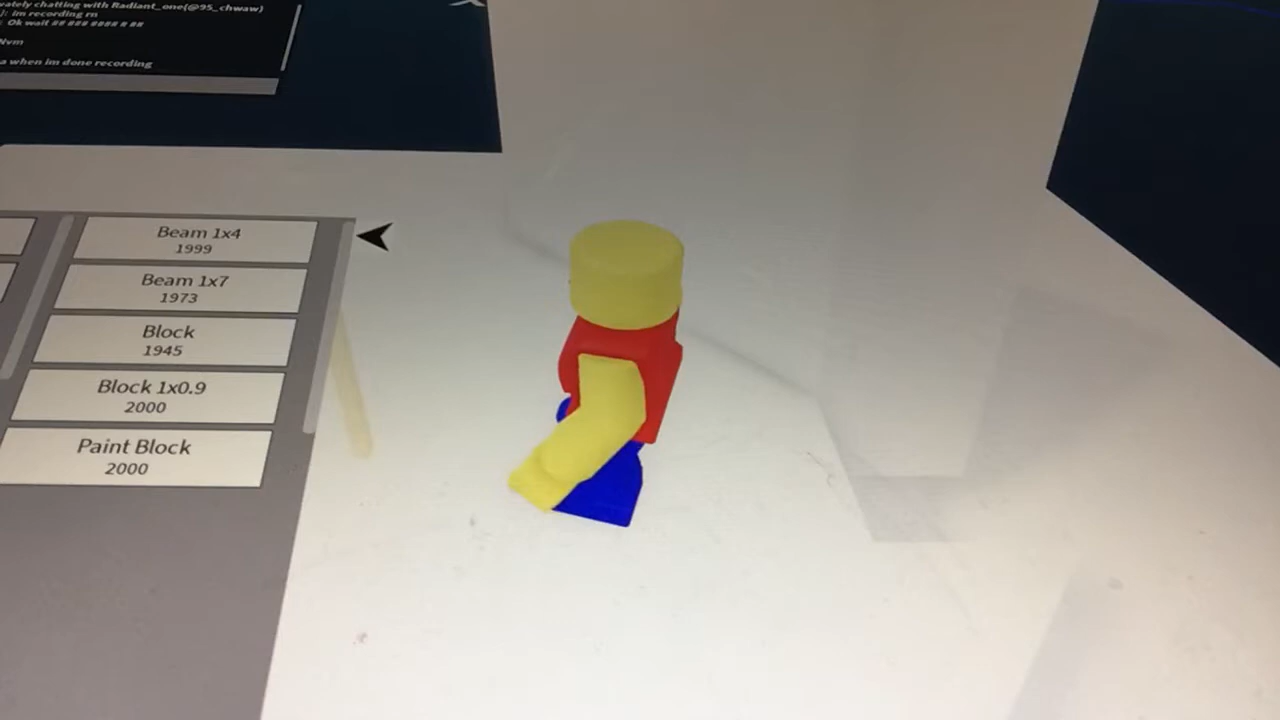 vately chatting with Radiant_one(@95_chwaw)
]: im recording rn
: Ok wait ## ### #### # ##
Nvm
a when im done recording
Beam 1x4
1999
Beam 1x7
1973
Block
1945
Block 1x0.9
2000
Paint Block
2000